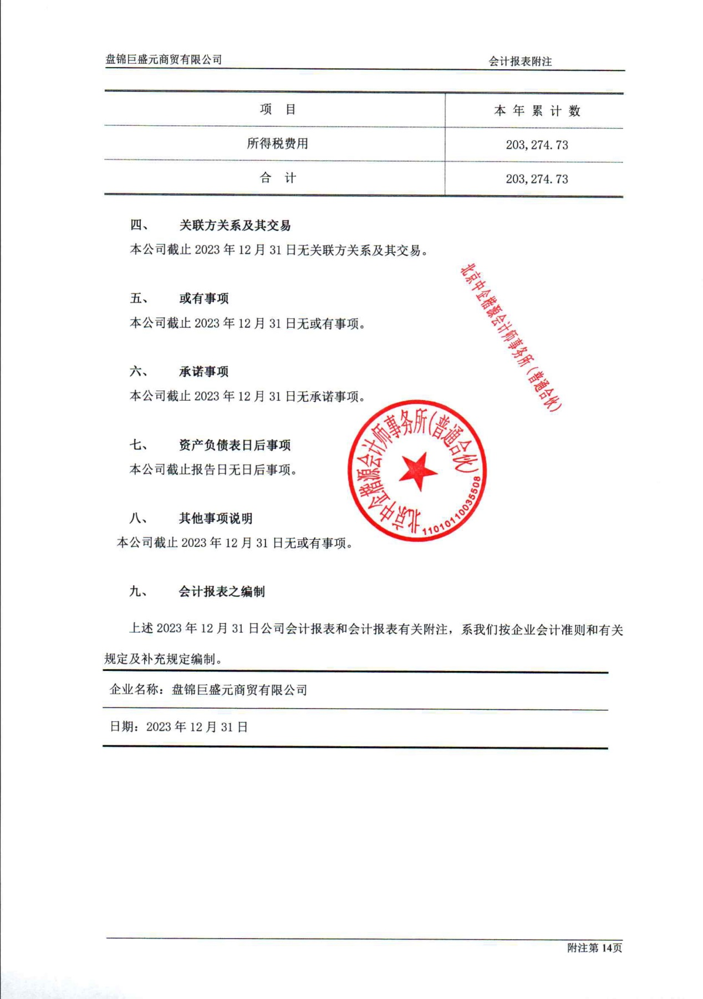 盘锦巨盛元商贸有限公司 会计报表附注
项 目 本 年 累 计 数
所得税费用 203,274.73
合 计 203,274.73
四、 关联方关系及其交易
本公司截止 2023 年 12 月 31 日无关联方关系及其交易。
北京中企楷源会计师事务所（普通合伙）
五、 或有事项
本公司截止 2023 年 12 月 31 日无或有事项。
六、 承诺事项
本公司截止 2023 年 12 月 31 日无承诺事项。
北京中企楷源会计师事务所(普通合伙)
11010110035508
七、 资产负债表日后事项
本公司截止报告日无日后事项。
八、 其他事项说明
本公司截止 2023 年 12 月 31 日无或有事项。
九、 会计报表之编制
上述 2023 年 12 月 31 日公司会计报表和会计报表有关附注，系我们按企业会计准则和有关
规定及补充规定编制。
企业名称：盘锦巨盛元商贸有限公司
日期：2023 年 12 月 31 日
附注第 14页